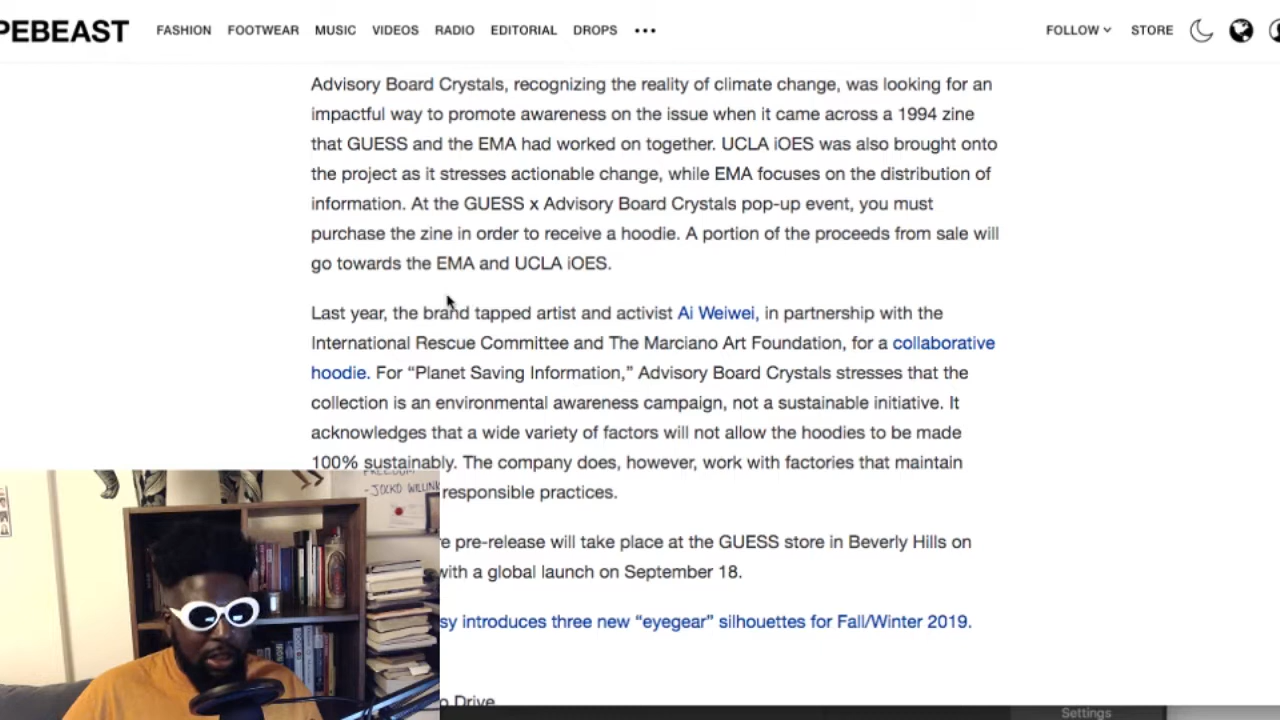 PEBEAST FASHION FOOTWEAR MUSIC VIDEOS RADIO EDITORIAL DROPS ••• FOLLOW STORE
Advisory Board Crystals, recognizing the reality of climate change, was looking for an
impactful way to promote awareness on the issue when it came across a 1994 zine
that GUESS and the EMA had worked on together. UCLA iOES was also brought onto
the project as it stresses actionable change, while EMA focuses on the distribution of
information. At the GUESS x Advisory Board Crystals pop-up event, you must
purchase the zine in order to receive a hoodie. A portion of the proceeds from sale will
go towards the EMA and UCLA iOES.
Last year, the brand tapped artist and activist Ai Weiwei, in partnership with the
International Rescue Committee and The Marciano Art Foundation, for a collaborative
hoodie. For “Planet Saving Information,” Advisory Board Crystals stresses that the
collection is an environmental awareness campaign, not a sustainable initiative. It
acknowledges that a wide variety of factors will not allow the hoodies to be made
100% sustainably. The company does, however, work with factories that maintain
responsible practices.
e pre-release will take place at the GUESS store in Beverly Hills on
with a global launch on September 18.
sy introduces three new “eyegear” silhouettes for Fall/Winter 2019.
o Drive
Settings
FREEDOM
- JOCKO WILLINK